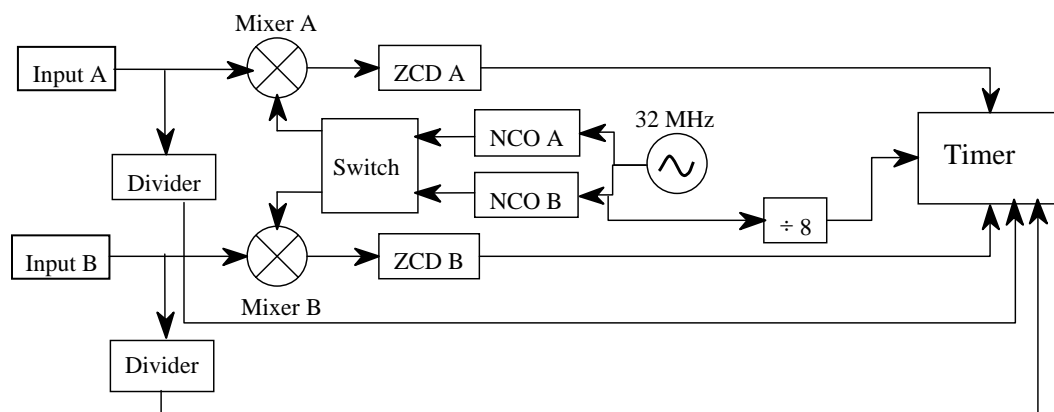 Mixer A
Input A
ZCD A
32 MHz
NCO A
Timer
Divider
Switch
NCO B
÷ 8
Input B
ZCD B
Mixer B
Divider